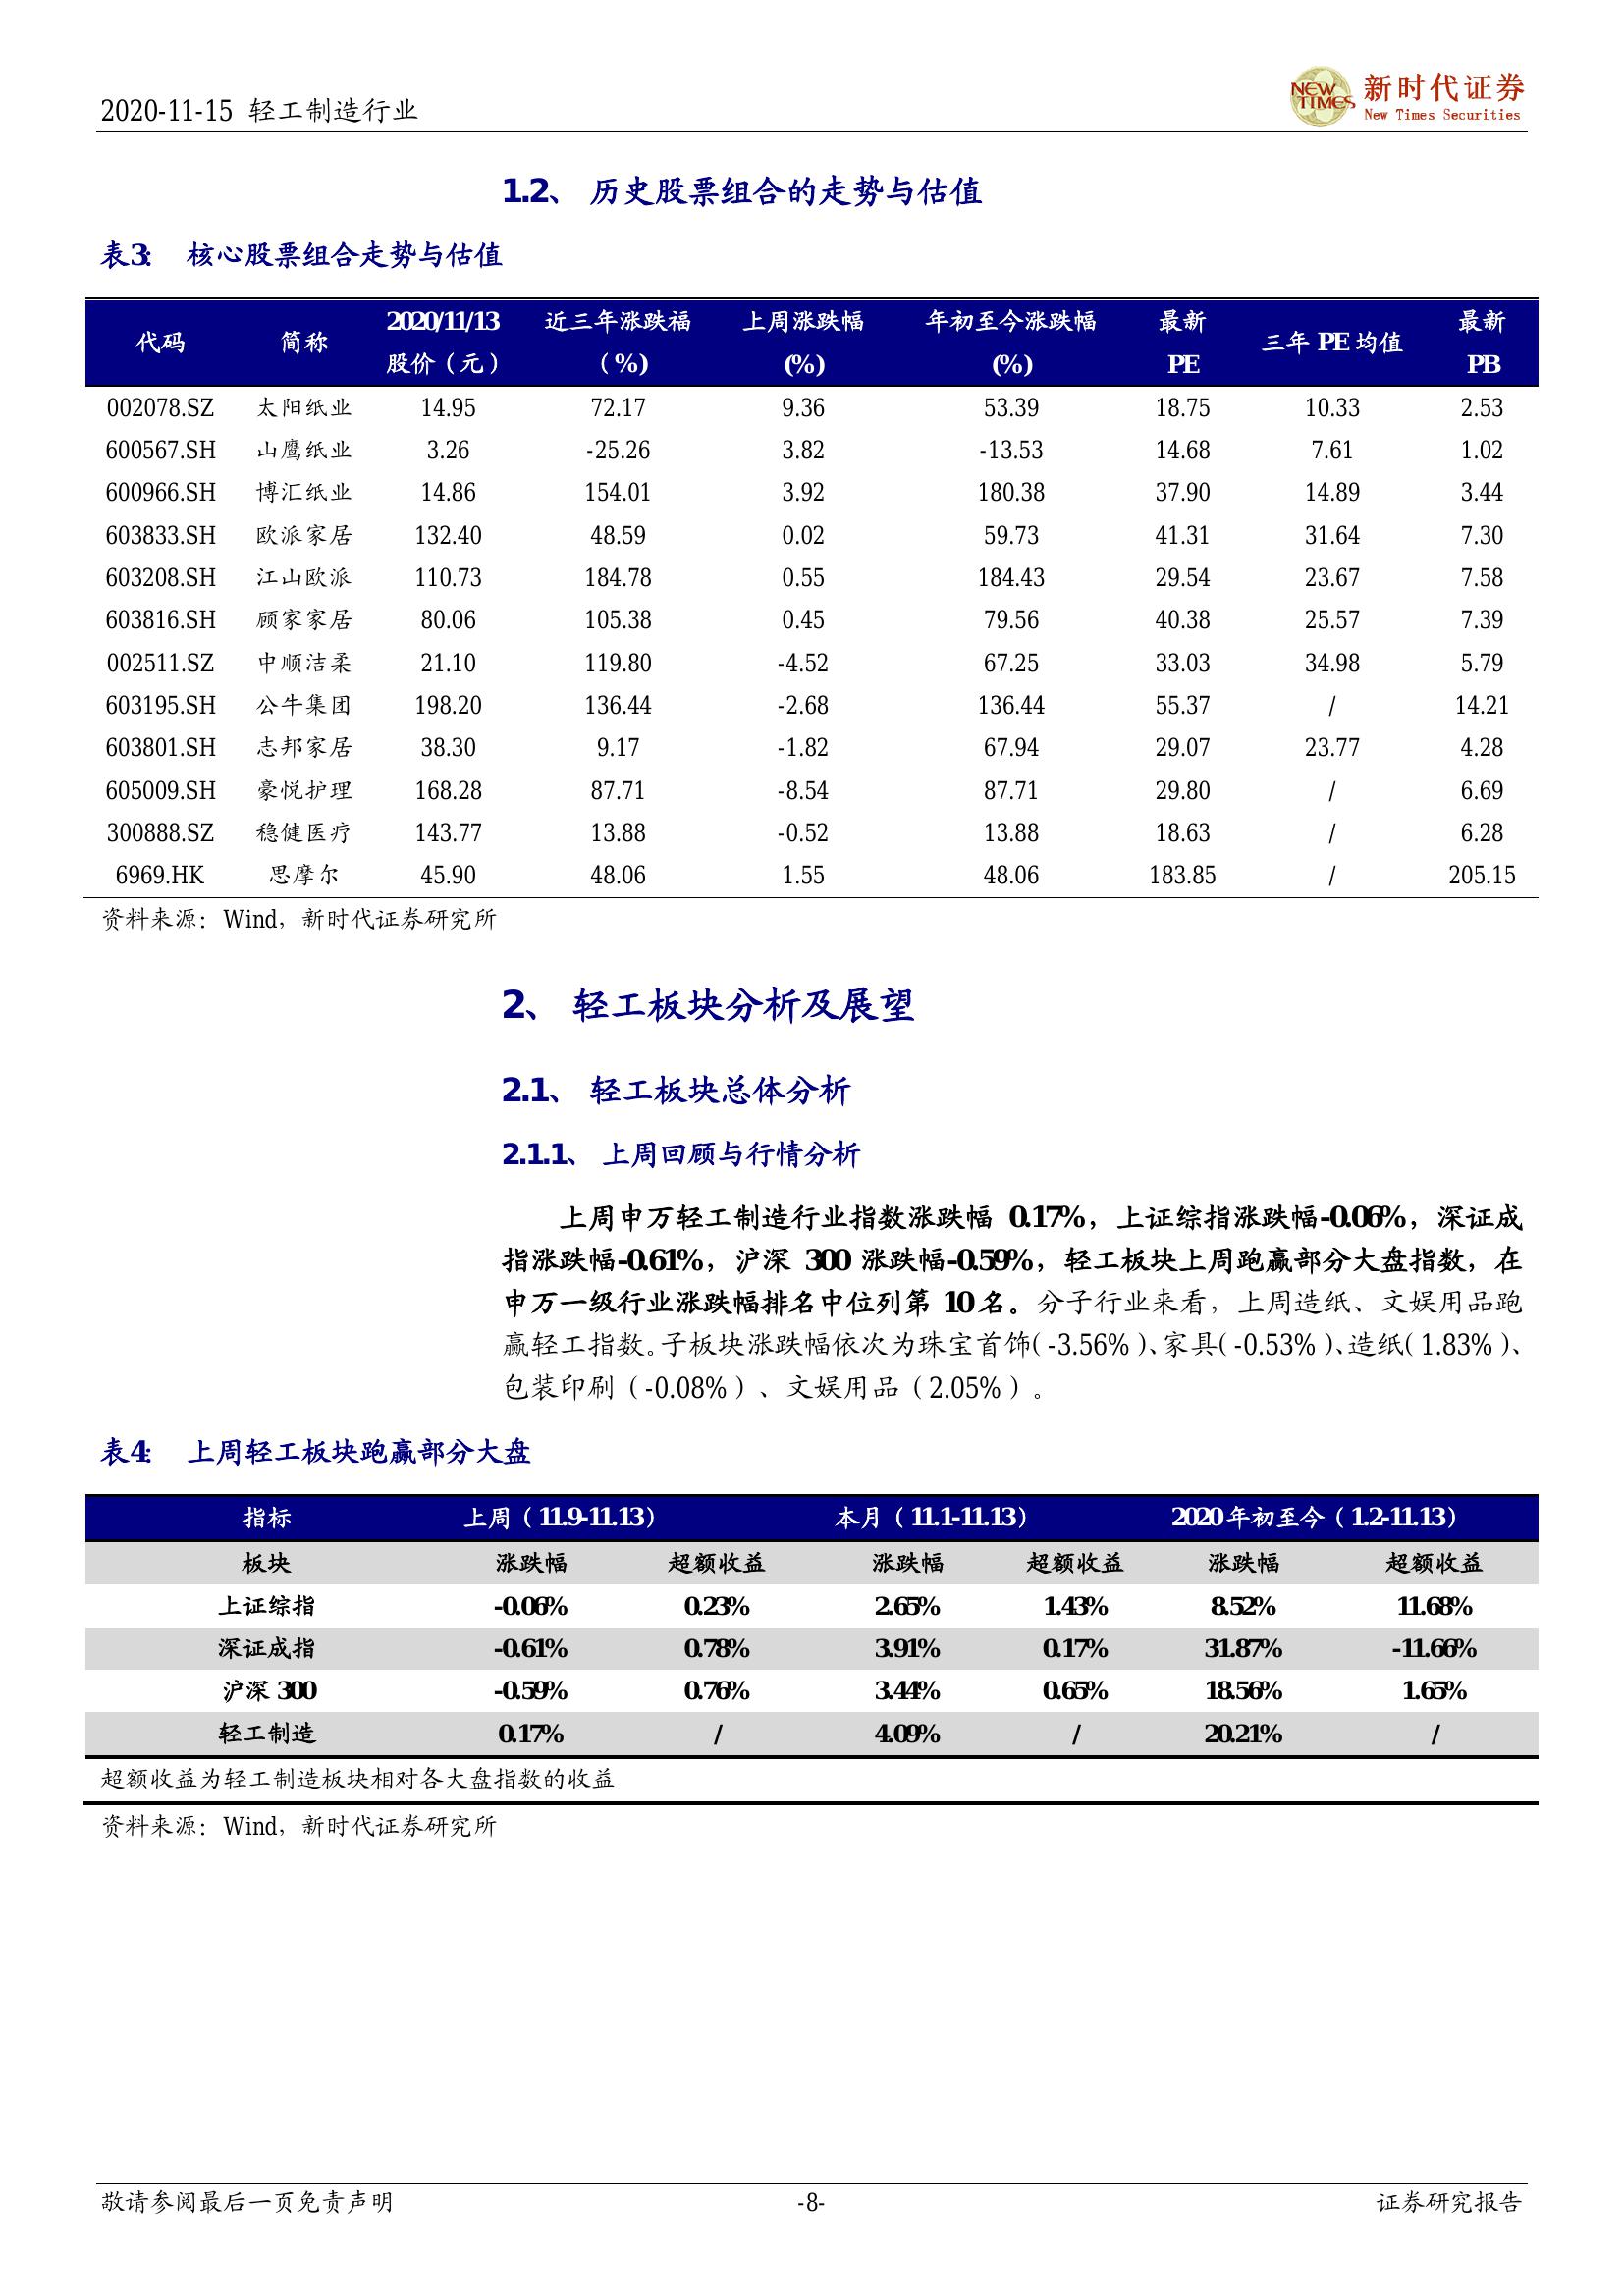 2020-11-15 轻工制造行业
NEW TIMES 新时代证券
New Times Securities
1.2、 历史股票组合的走势与估值
表3: 核心股票组合走势与估值
代码 简称 2020/11/13 股价（元） 近三年涨跌福（%) 上周涨跌幅 (%) 年初至今涨跌幅 (%) 最新 PE 三年 PE 均值 最新 PB
002078.SZ 太阳纸业 14.95 72.17 9.36 53.39 18.75 10.33 2.53
600567.SH 山鹰纸业 3.26 -25.26 3.82 -13.53 14.68 7.61 1.02
600966.SH 博汇纸业 14.86 154.01 3.92 180.38 37.90 14.89 3.44
603833.SH 欧派家居 132.40 48.59 0.02 59.73 41.31 31.64 7.30
603208.SH 江山欧派 110.73 184.78 0.55 184.43 29.54 23.67 7.58
603816.SH 顾家家居 80.06 105.38 0.45 79.56 40.38 25.57 7.39
002511.SZ 中顺洁柔 21.10 119.80 -4.52 67.25 33.03 34.98 5.79
603195.SH 公牛集团 198.20 136.44 -2.68 136.44 55.37 / 14.21
603801.SH 志邦家居 38.30 9.17 -1.82 67.94 29.07 23.77 4.28
605009.SH 豪悦护理 168.28 87.71 -8.54 87.71 29.80 / 6.69
300888.SZ 稳健医疗 143.77 13.88 -0.52 13.88 18.63 / 6.28
6969.HK 思摩尔 45.90 48.06 1.55 48.06 183.85 / 205.15
资料来源：Wind，新时代证券研究所
2、 轻工板块分析及展望
2.1、 轻工板块总体分析
2.1.1、 上周回顾与行情分析
上周申万轻工制造行业指数涨跌幅 0.17%，上证综指涨跌幅-0.06%，深证成
指涨跌幅-0.61%，沪深 300 涨跌幅-0.59%，轻工板块上周跑赢部分大盘指数，在
申万一级行业涨跌幅排名中位列第 10 名。分子行业来看，上周造纸、文娱用品跑
赢轻工指数。子板块涨跌幅依次为珠宝首饰（-3.56%）、家具（-0.53%）、造纸（1.83%）、
包装印刷（-0.08%）、文娱用品（2.05%）。
表4: 上周轻工板块跑赢部分大盘
指标 上周（11.9-11.13） 本月（11.1-11.13） 2020 年初至今（1.2-11.13）
板块 涨跌幅 超额收益 涨跌幅 超额收益 涨跌幅 超额收益
上证综指 -0.06% 0.23% 2.65% 1.43% 8.52% 11.68%
深证成指 -0.61% 0.78% 3.91% 0.17% 31.87% -11.66%
沪深 300 -0.59% 0.76% 3.44% 0.65% 18.56% 1.65%
轻工制造 0.17% / 4.09% / 20.21% /
超额收益为轻工制造板块相对各大盘指数的收益
资料来源：Wind，新时代证券研究所
敬请参阅最后一页免责声明 -8- 证券研究报告